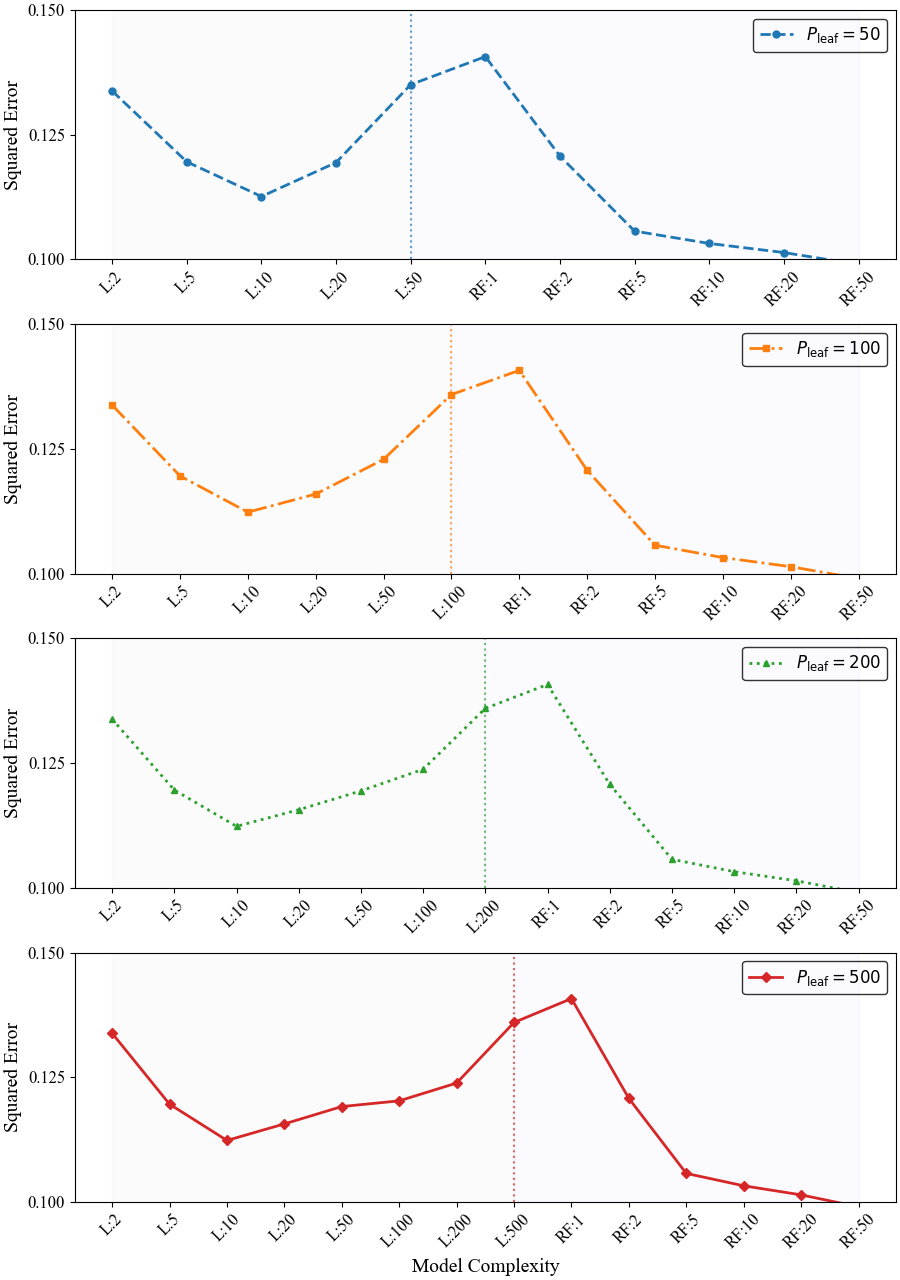 0.150
0.125
0.100
Squared Error
P_leaf = 50
L:2 L:5 L:10 L:20 L:50 RF:1 RF:2 RF:5 RF:10 RF:20 RF:50
0.150
0.125
0.100
Squared Error
P_leaf = 100
L:2 L:5 L:10 L:20 L:50 L:100 RF:1 RF:2 RF:5 RF:10 RF:20 RF:50
0.150
0.125
0.100
Squared Error
P_leaf = 200
L:2 L:5 L:10 L:20 L:50 L:100 L:200 RF:1 RF:2 RF:5 RF:10 RF:20 RF:50
0.150
0.125
0.100
Squared Error
P_leaf = 500
L:2 L:5 L:10 L:20 L:50 L:100 L:200 L:500 RF:1 RF:2 RF:5 RF:10 RF:20 RF:50
Model Complexity